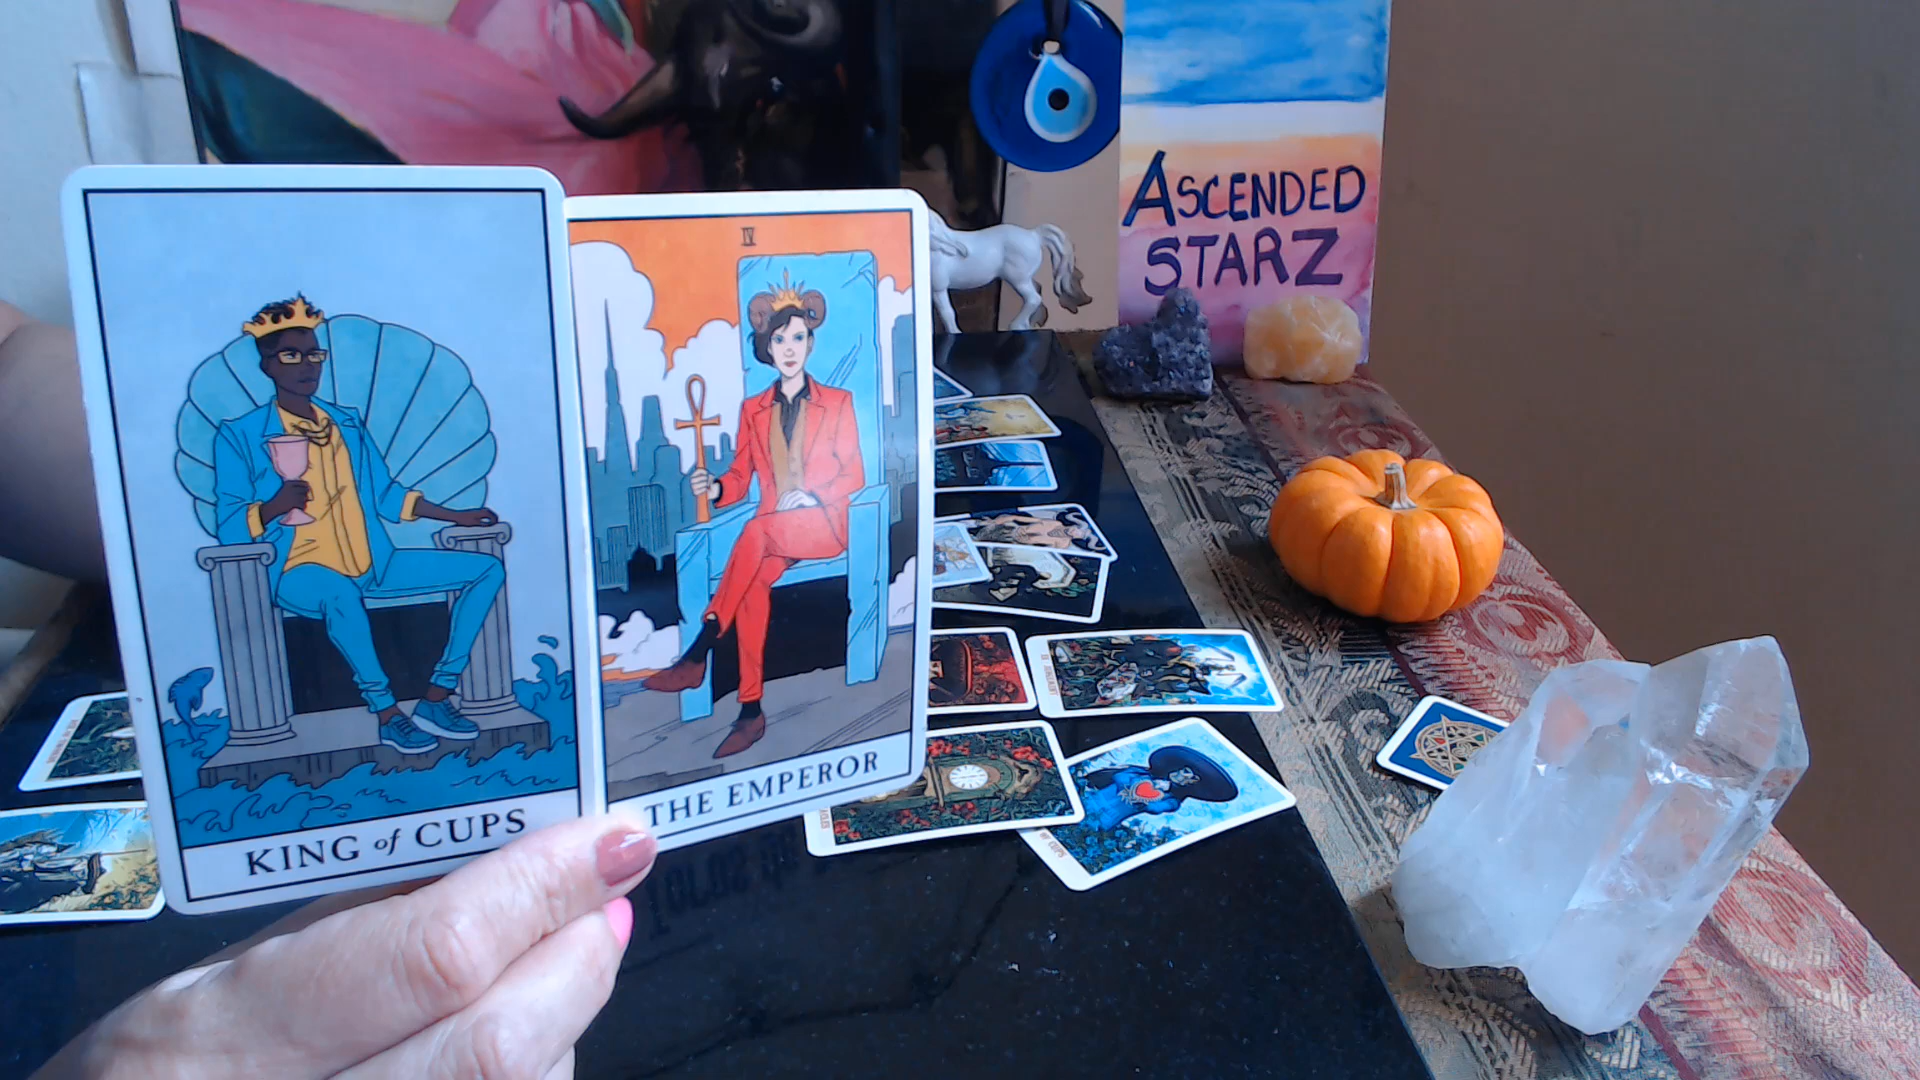 ASCENDED
STARZ
IV
KING of CUPS
THE EMPEROR